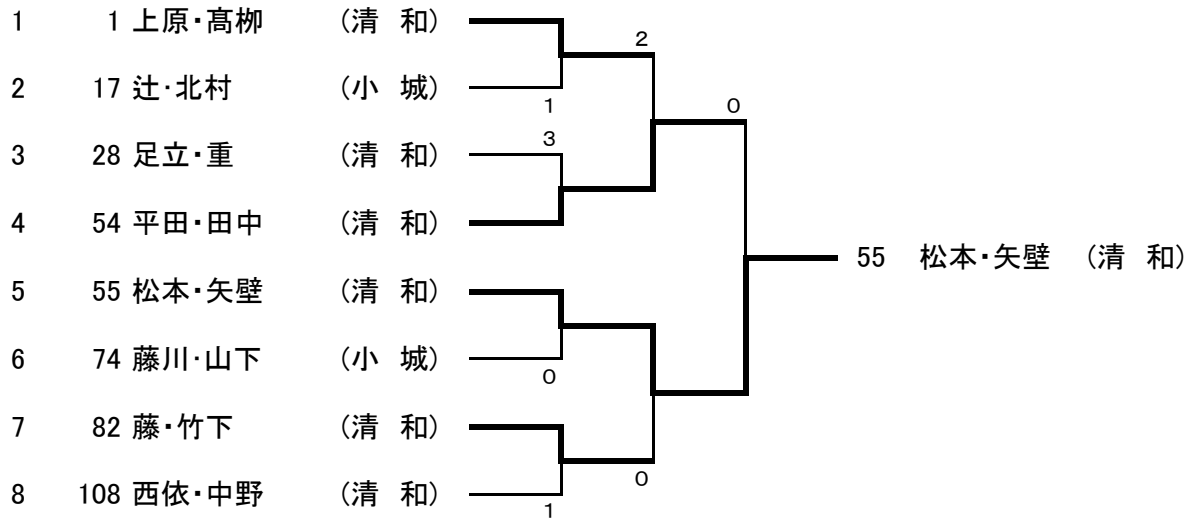 1 1 上原・髙栁 （清 和）
2
2 17 辻・北村 （小 城）
1
0
3
3 28 足立・重 （清 和）
4 54 平田・田中 （清 和）
55 松本・矢壁 （清 和）
5 55 松本・矢壁 （清 和）
6 74 藤川・山下 （小 城）
0
7 82 藤・竹下 （清 和）
0
8 108 西依・中野 （清 和）
1